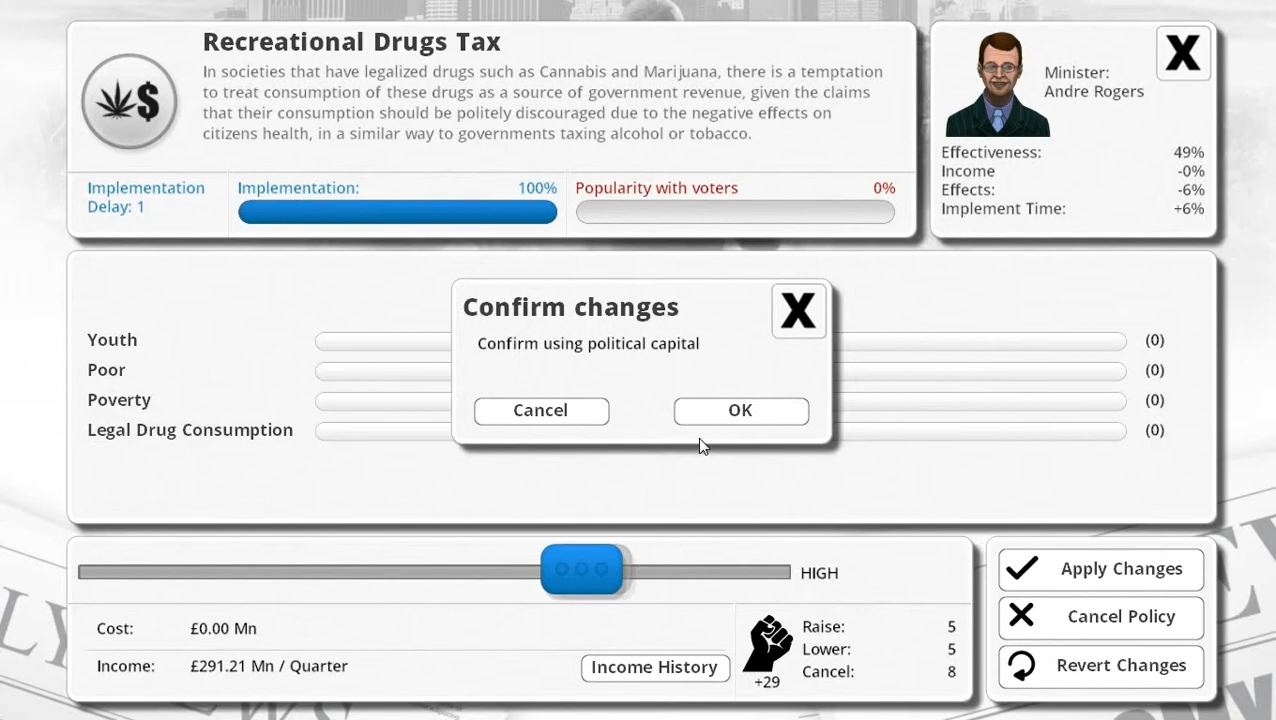 Recreational Drugs Tax
In societies that have legalized drugs such as Cannabis and Marijuana, there is a temptation
to treat consumption of these drugs as a source of government revenue, given the claims
that their consumption should be politely discouraged due to the negative effects on
citizens health, in a similar way to governments taxing alcohol or tobacco.
Implementation
Delay: 1
Implementation: 100%
Popularity with voters 0%
X
Minister:
Andre Rogers
Effectiveness: 49%
Income -0%
Effects: -6%
Implement Time: +6%
Confirm changes
X
Confirm using political capital
Cancel OK
Youth (0)
Poor (0)
Poverty (0)
Legal Drug Consumption (0)
HIGH
Cost: £0.00 Mn
Income: £291.21 Mn / Quarter
Income History
+29
Raise: 5
Lower: 5
Cancel: 8
Apply Changes
Cancel Policy
Revert Changes